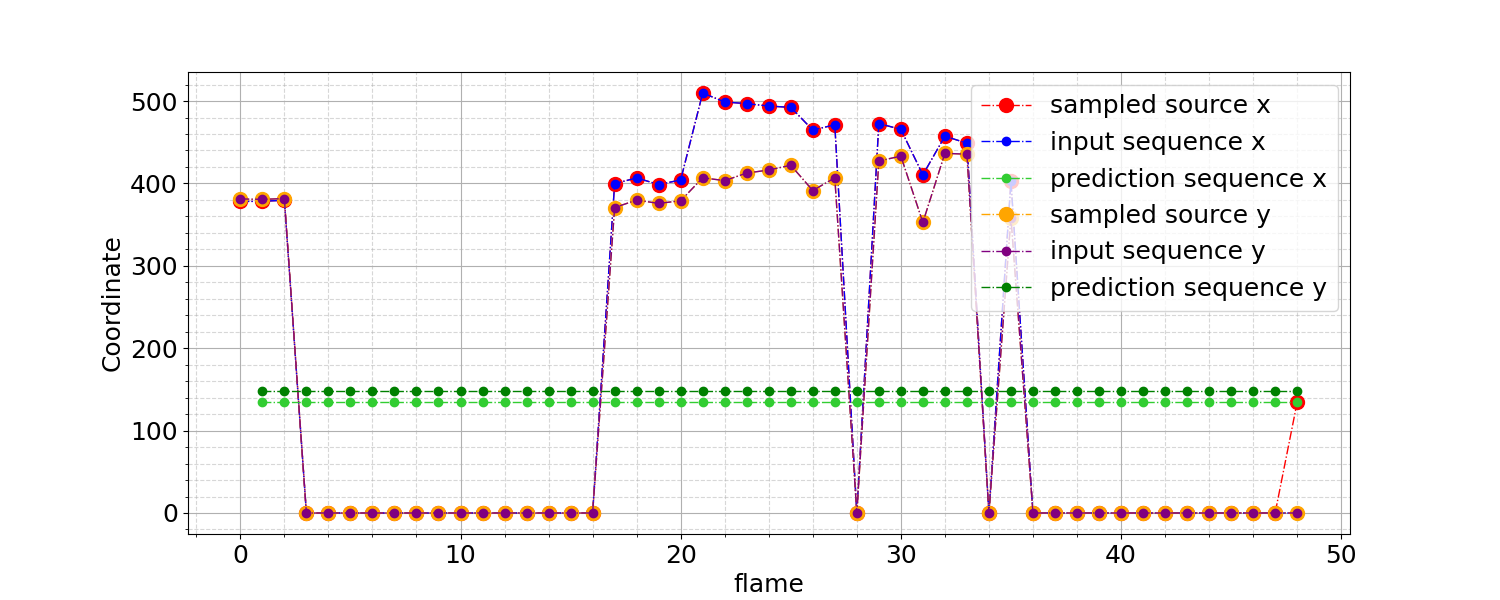 500
400
300
200
100
0
Coordinate
0 10 20 30 40 50
flame
sampled source x
input sequence x
prediction sequence x
sampled source y
input sequence y
prediction sequence y